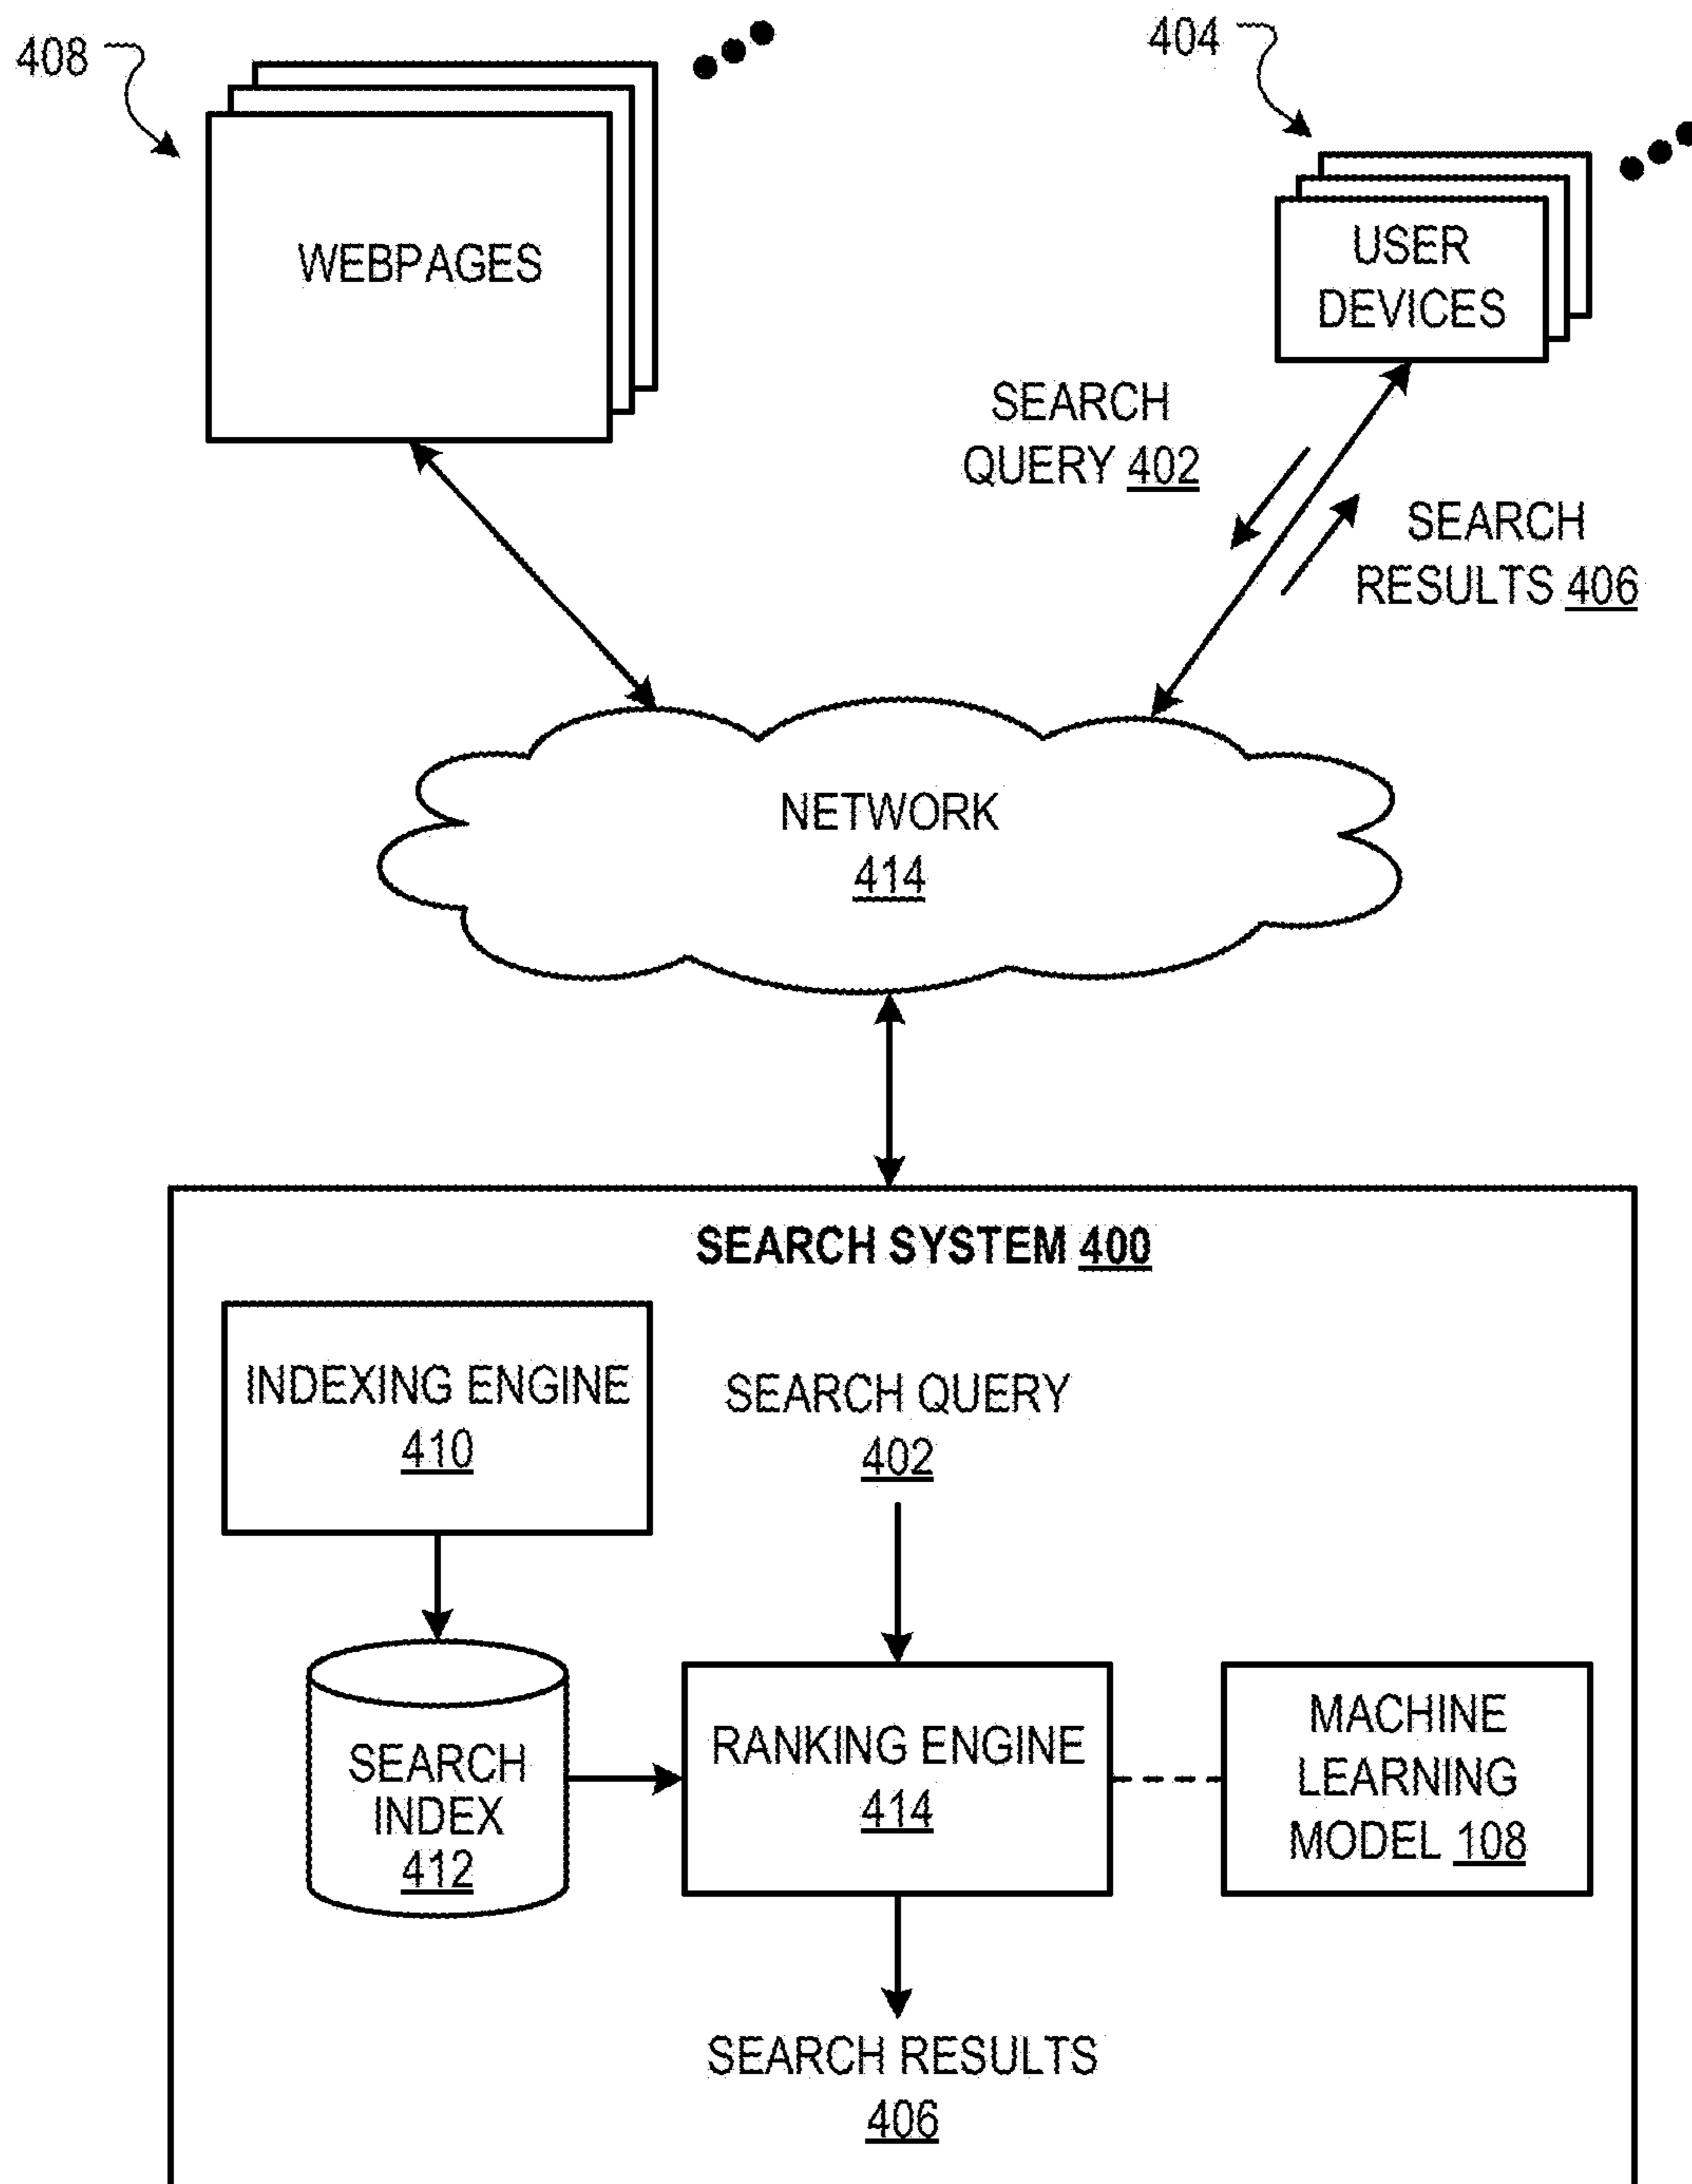 408
404
WEBPAGES
USER
DEVICES
SEARCH
QUERY 402
SEARCH
RESULTS 406
NETWORK
414
SEARCH SYSTEM 400
INDEXING ENGINE
410
SEARCH QUERY
402
SEARCH
INDEX
412
RANKING ENGINE
414
MACHINE
LEARNING
MODEL 108
SEARCH RESULTS
406